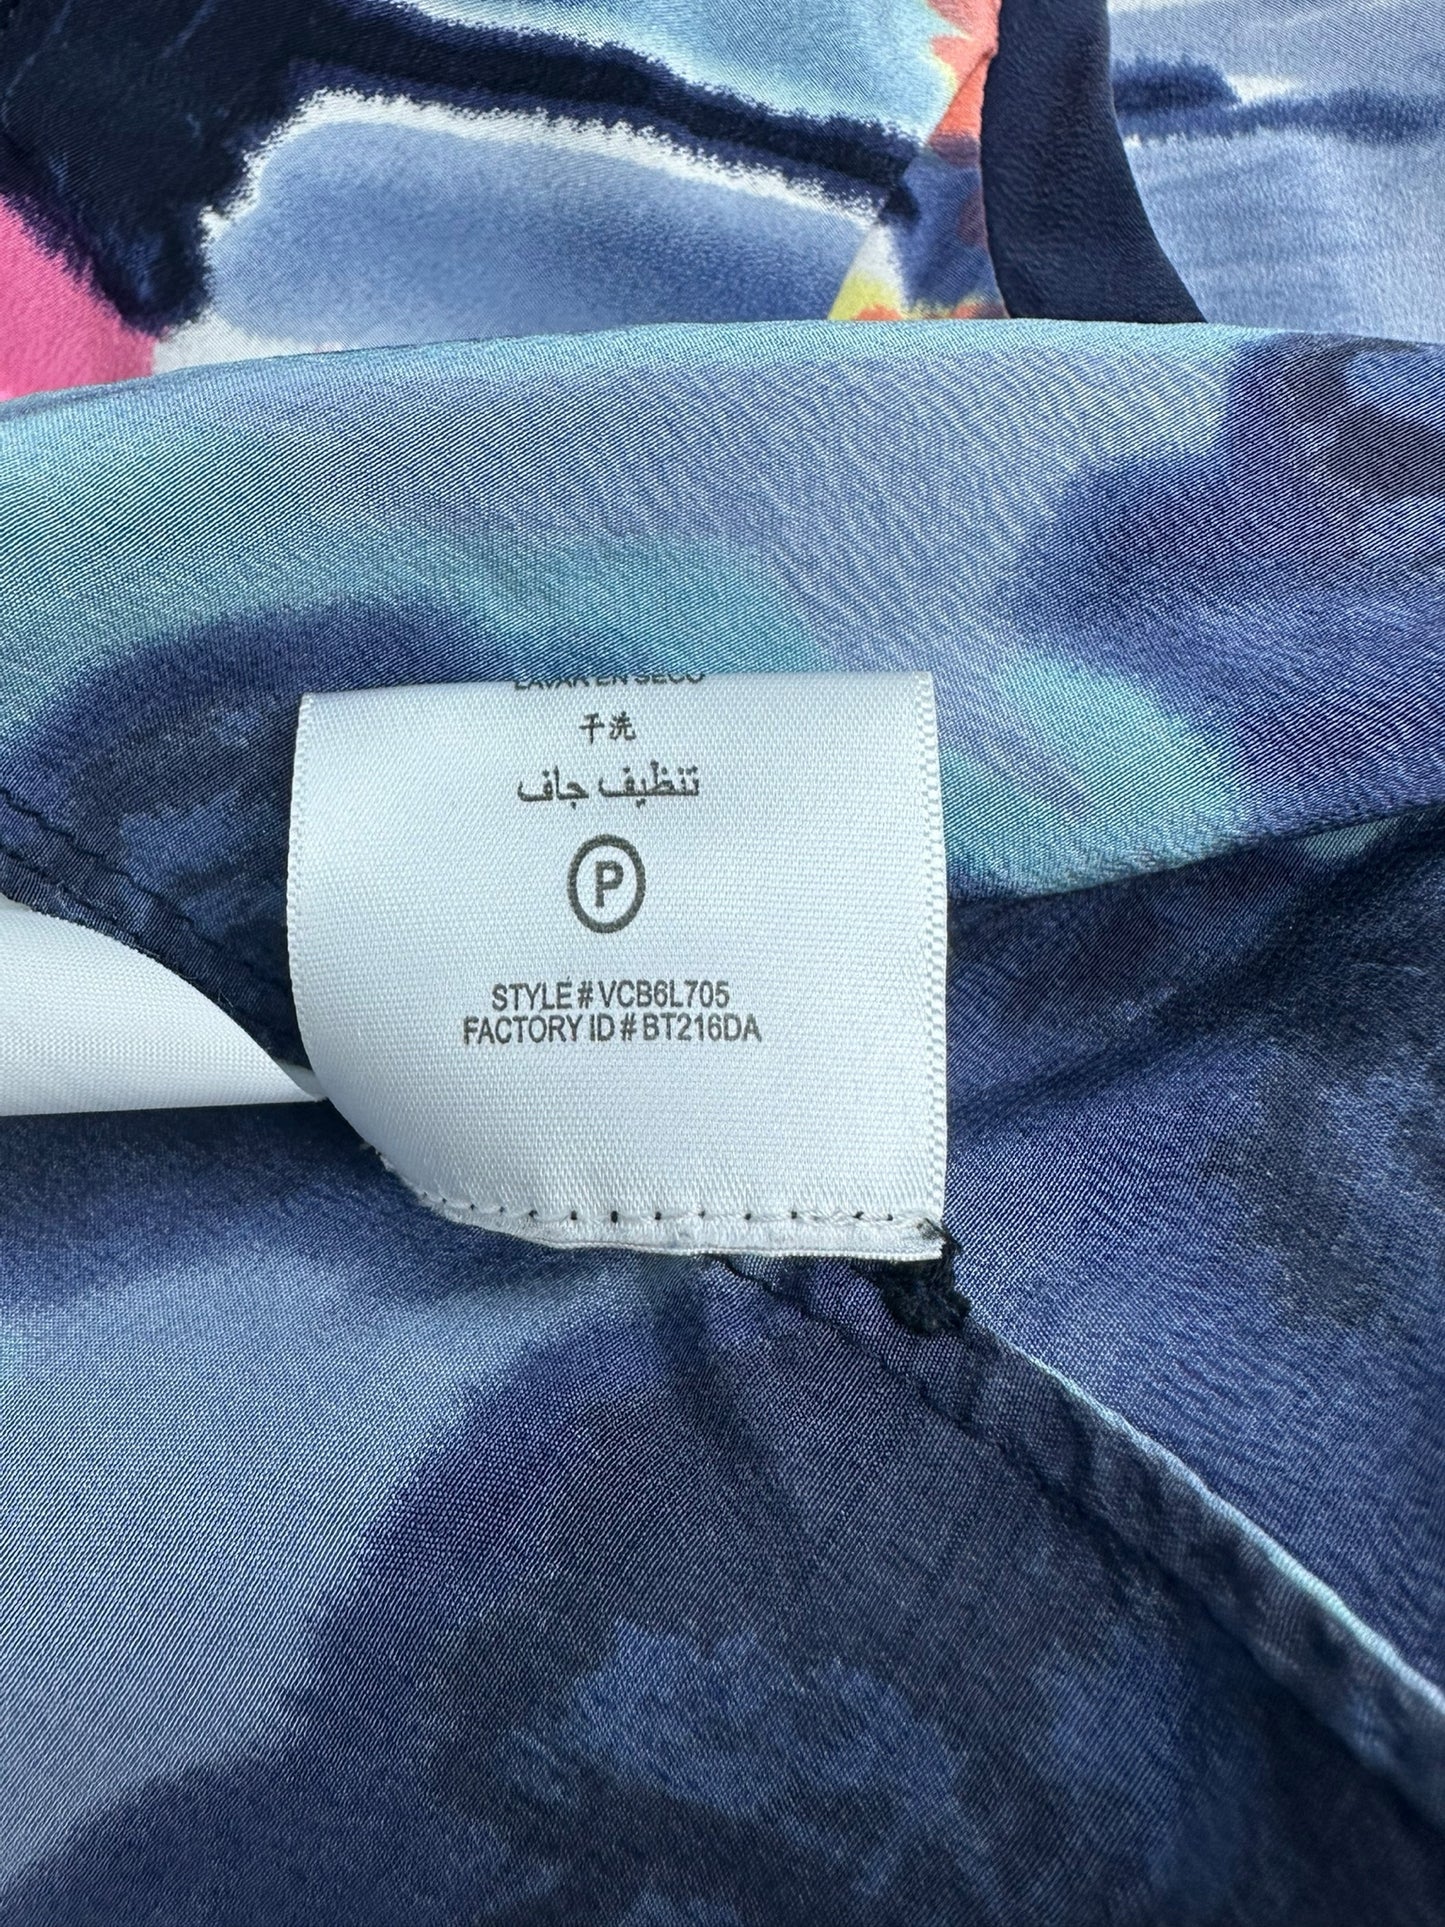 LAVAR EN SECO
干洗
تنظيف جاف
P
STYLE # VCB6L705
FACTORY ID # BT216DA